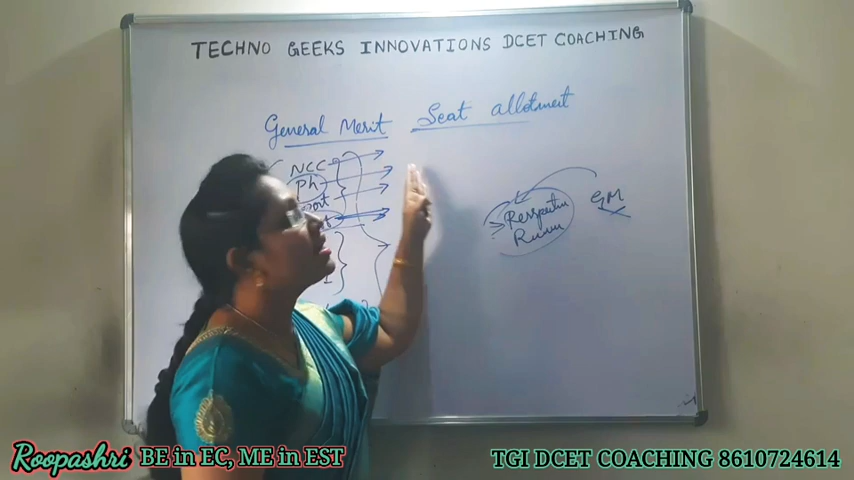 TECHNO GEEKS INNOVATIONS DCET COACHING
General Merit Seat allotment
NCC
Ph
GM
Roopashri BE in EC, ME in EST
TGI DCET COACHING 8610724614